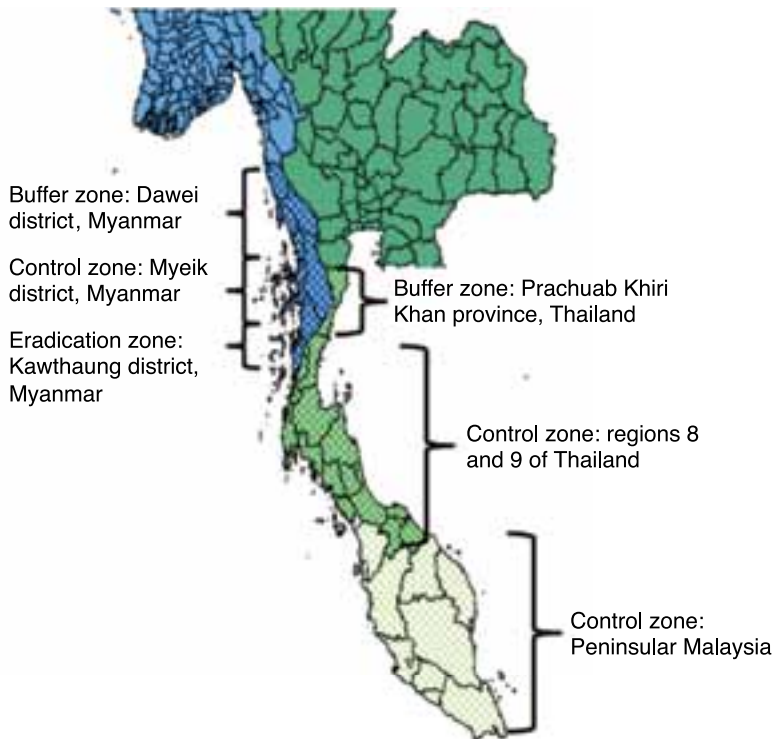 Buffer zone: Dawei
district, Myanmar
Control zone: Myeik
district, Myanmar
Eradication zone:
Kawthaung district,
Myanmar
Buffer zone: Prachuab Khiri
Khan province, Thailand
Control zone: regions 8
and 9 of Thailand
Control zone:
Peninsular Malaysia